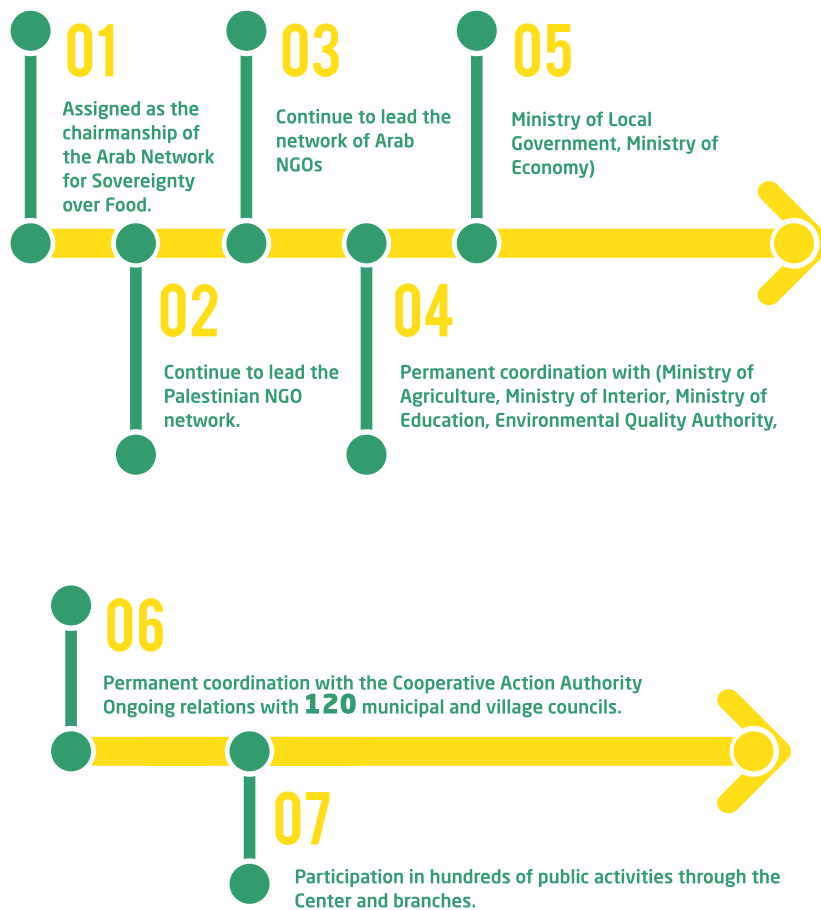 01
Assigned as the
chairmanship of
the Arab Network
for Sovereignty
over Food.
02
Continue to lead the
Palestinian NGO
network.
03
Continue to lead the
network of Arab
NGOs
04
Permanent coordination with (Ministry of
Agriculture, Ministry of Interior, Ministry of
Education, Environmental Quality Authority,
05
Ministry of Local
Government, Ministry of
Economy)
06
Permanent coordination with the Cooperative Action Authority
Ongoing relations with 120 municipal and village councils.
07
Participation in hundreds of public activities through the
Center and branches.